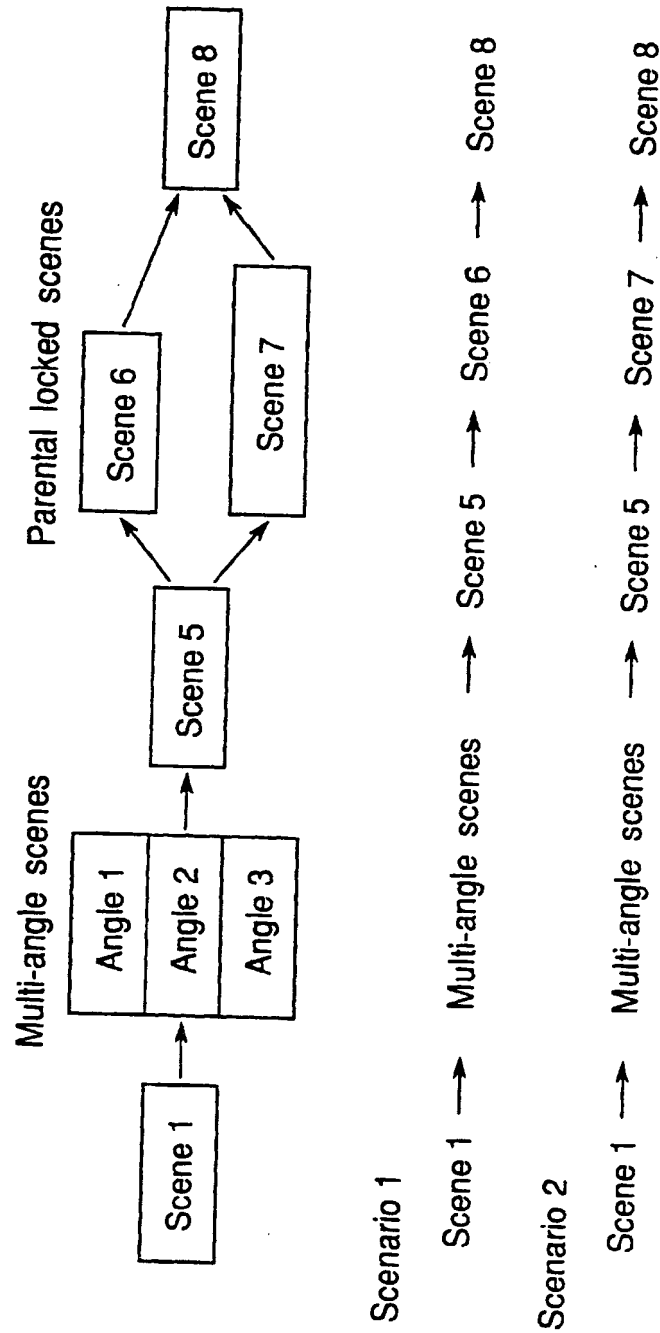 Multi-angle scenes
Parental locked scenes
Scene 1
Angle 1
Angle 2
Angle 3
Scene 5
Scene 6
Scene 7
Scene 8
Scenario 1
Scene 1 → Multi-angle scenes → Scene 5 → Scene 6 → Scene 8
Scenario 2
Scene 1 → Multi-angle scenes → Scene 5 → Scene 7 → Scene 8